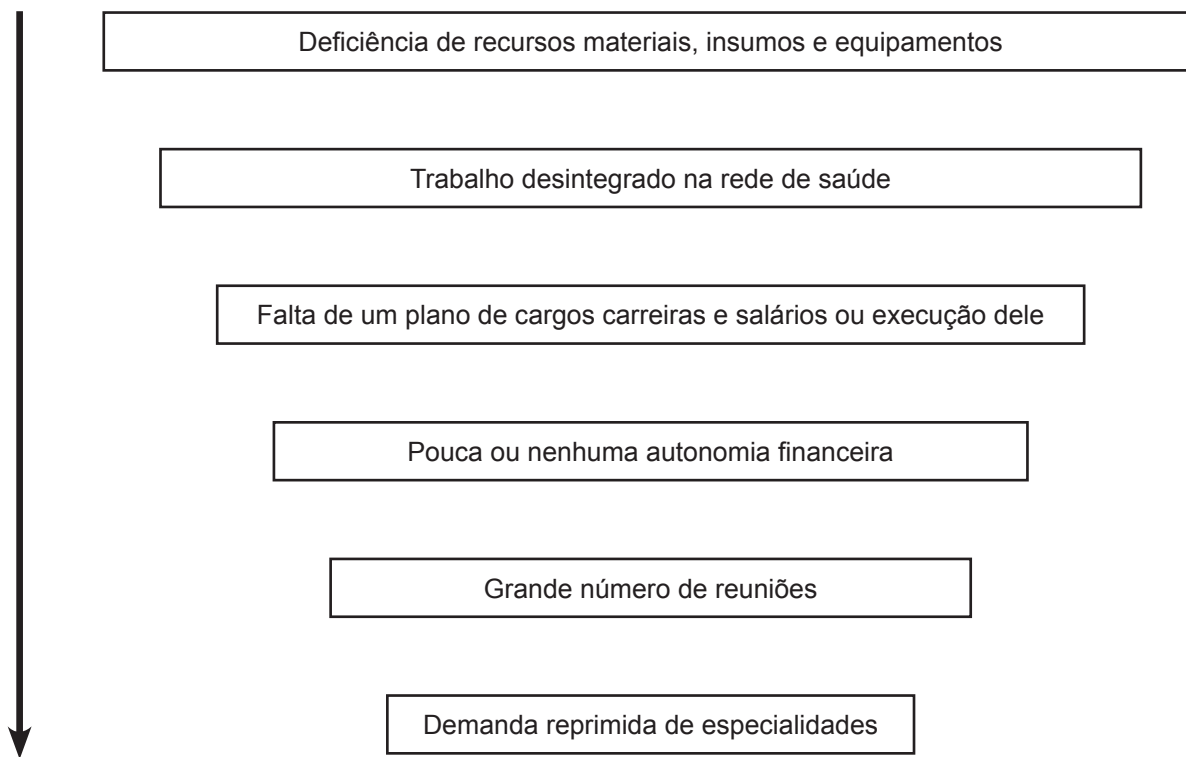 Deficiência de recursos materiais, insumos e equipamentos
Trabalho desintegrado na rede de saúde
Falta de um plano de cargos carreiras e salários ou execução dele
Pouca ou nenhuma autonomia financeira
Grande número de reuniões
Demanda reprimida de especialidades